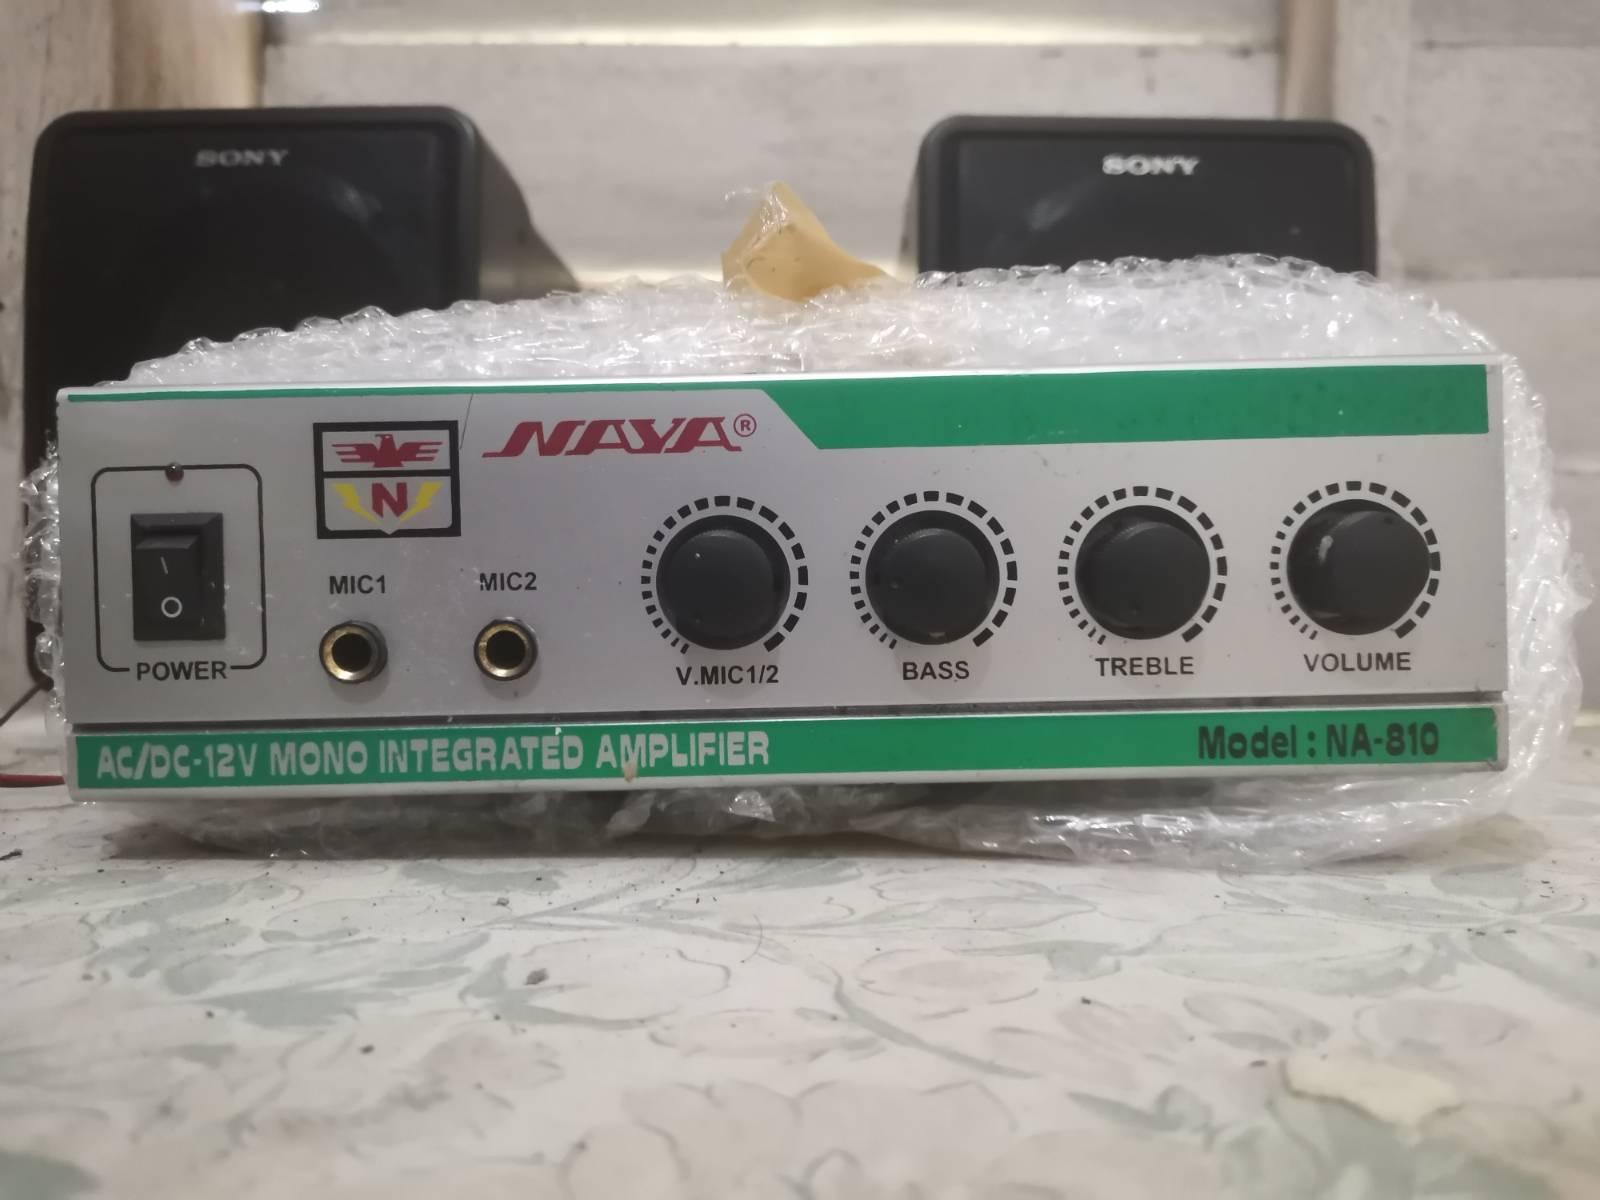 SONY
SONY
NAYA®
N
MIC1
MIC2
POWER
V.MIC1/2
BASS
TREBLE
VOLUME
AC/DC-12V MONO INTEGRATED AMPLIFIER
Model : NA-810